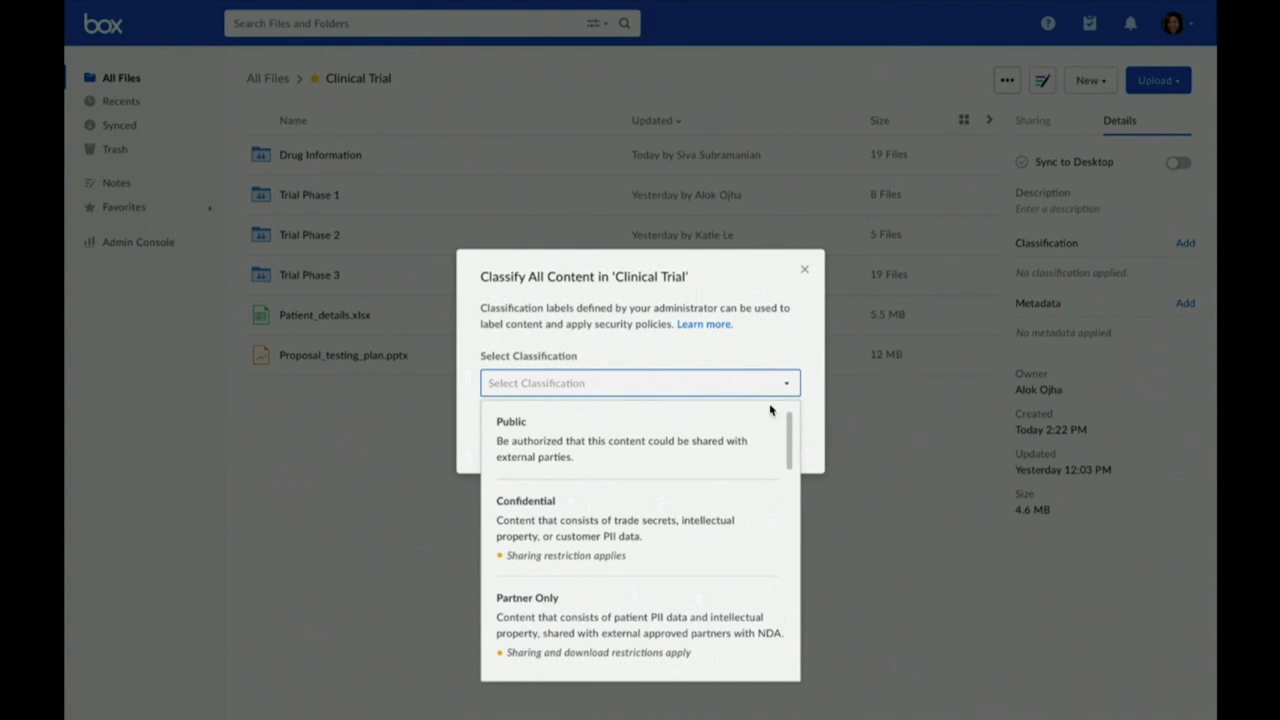 box
Search Files and Folders
All Files
Recents
Synced
Trash
Notes
Favorites
Admin Console
All Files > Clinical Trial
New
Upload
Name Updated Size
Drug Information Today by Siva Subramanian 19 Files
Trial Phase 1 Yesterday by Alok Ojha 8 Files
Trial Phase 2 Yesterday by Katie Le 5 Files
Trial Phase 3 19 Files
Patient_details.xlsx 5.5 MB
Proposal_testing_plan.pptx 12 MB
Classify All Content in 'Clinical Trial'
Classification labels defined by your administrator can be used to
label content and apply security policies. Learn more.
Select Classification
Select Classification
Public
Be authorized that this content could be shared with
external parties.
Confidential
Content that consists of trade secrets, intellectual
property, or customer PII data.
Sharing restriction applies
Partner Only
Content that consists of patient PII data and intellectual
property, shared with external approved partners with NDA.
Sharing and download restrictions apply
Sharing Details
Sync to Desktop
Description
Enter a description
Classification Add
No classification applied.
Metadata Add
No metadata applied.
Owner
Alok Ojha
Created
Today 2:22 PM
Updated
Yesterday 12:03 PM
Size
4.6 MB